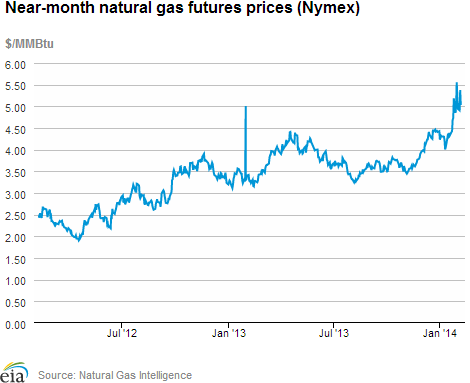 Near-month natural gas futures prices (Nymex)
$/MMBtu
6.00
5.50
5.00
4.50
4.00
3.50
3.00
2.50
2.00
1.50
1.00
0.50
0.00
Jul '12
Jan '13
Jul '13
Jan '14
eia
Source: Natural Gas Intelligence